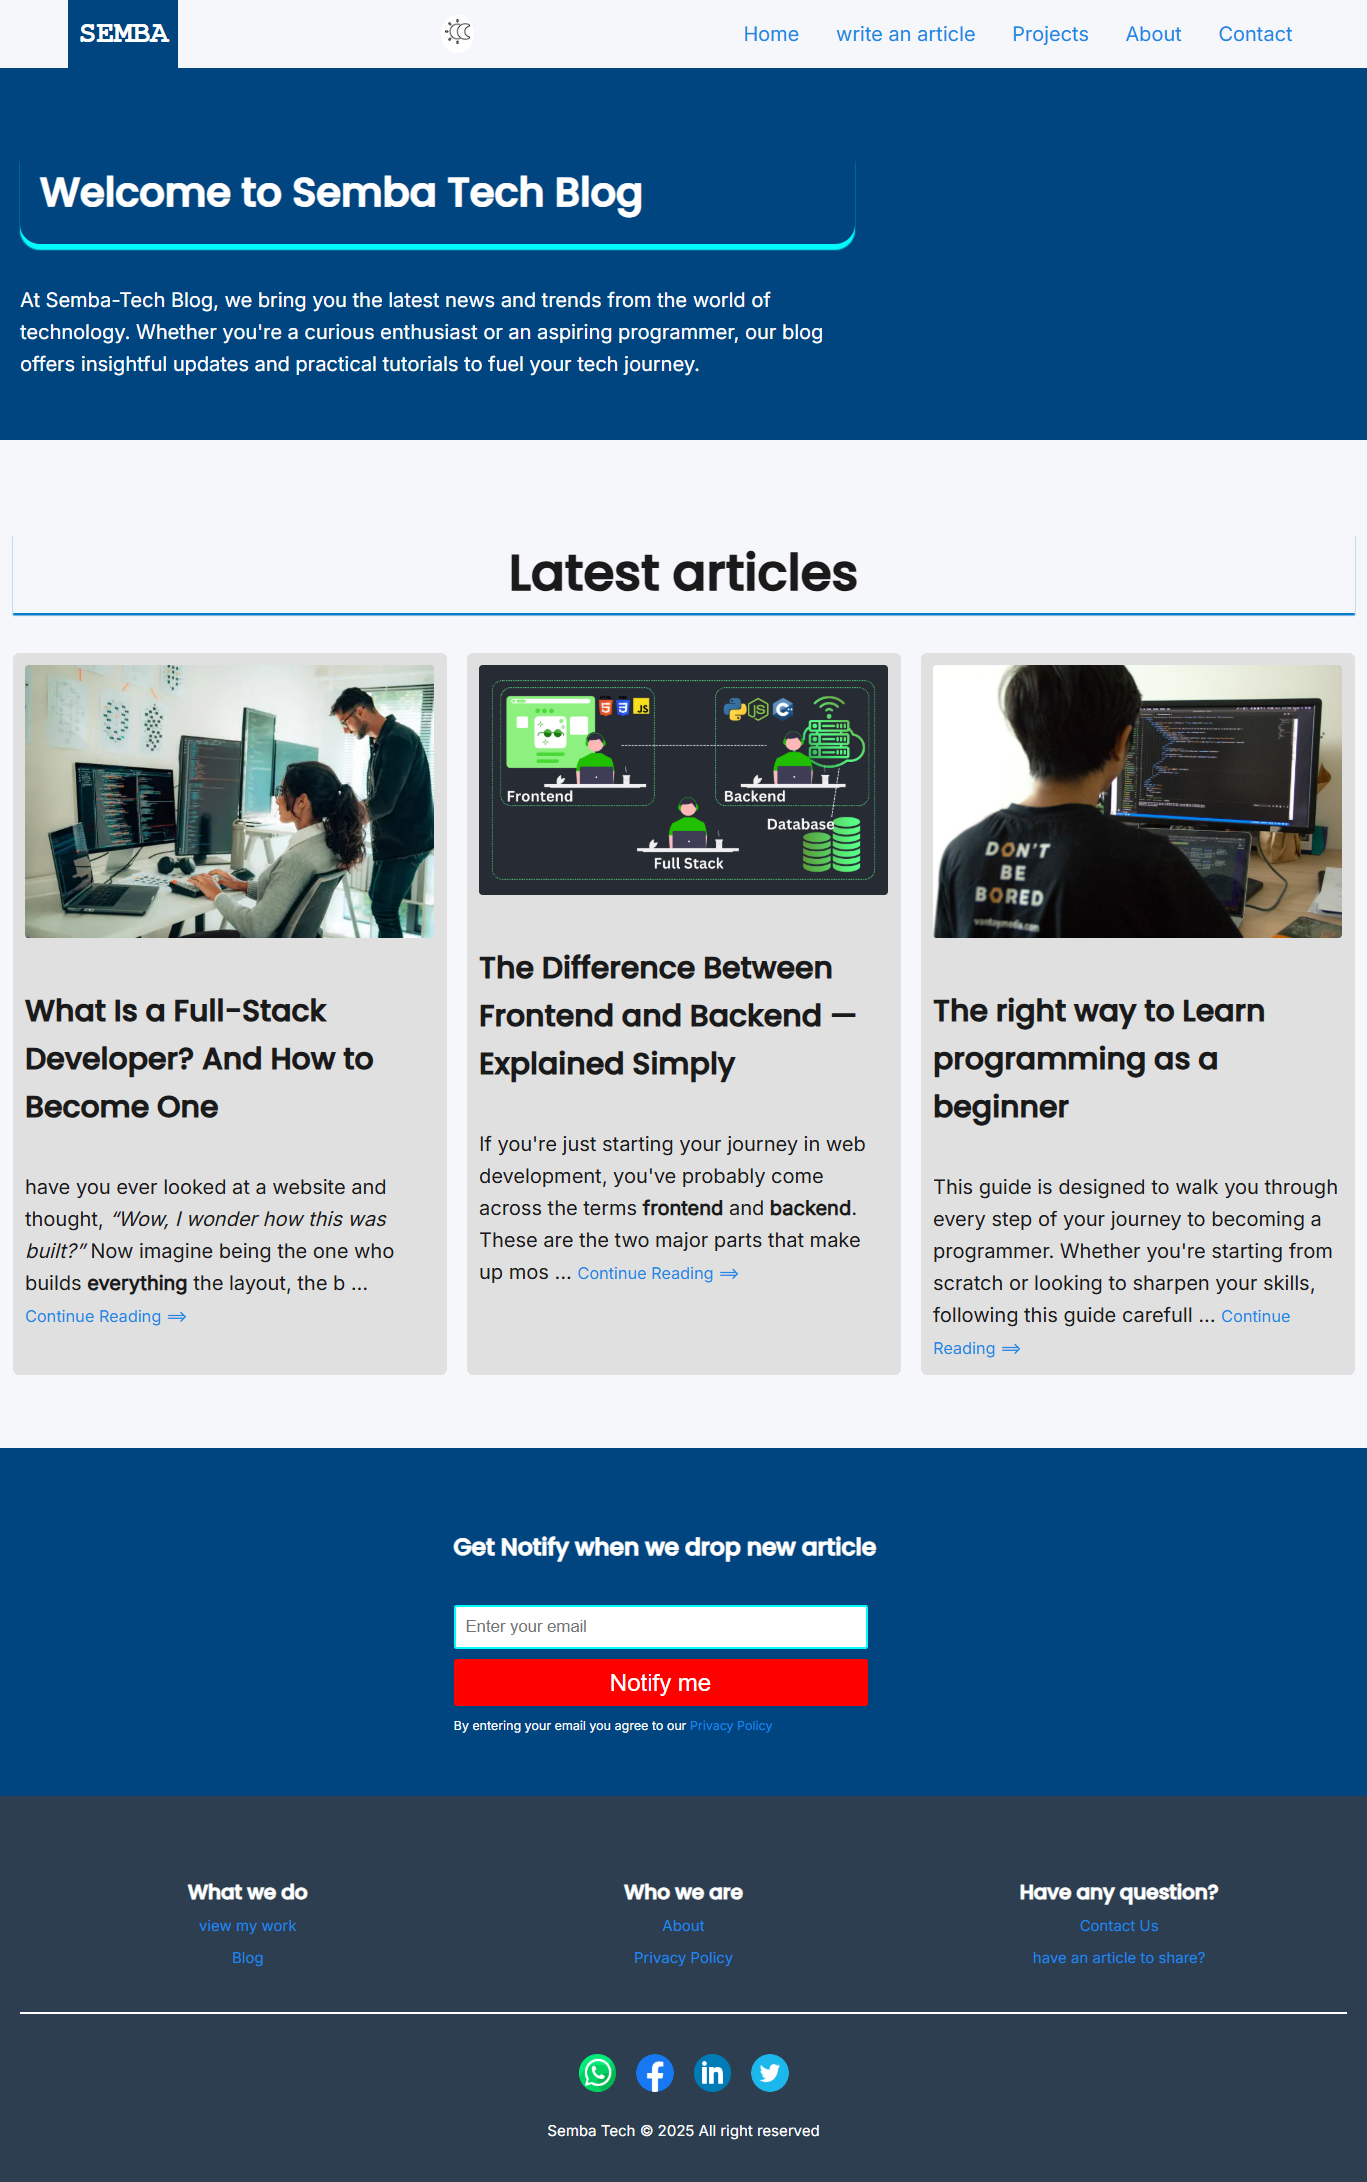 SEMBA
Home write an article Projects About Contact
Welcome to Semba Tech Blog
At Semba-Tech Blog, we bring you the latest news and trends from the world of
technology. Whether you're a curious enthusiast or an aspiring programmer, our blog
offers insightful updates and practical tutorials to fuel your tech journey.
Latest articles
What Is a Full-Stack
Developer? And How to
Become One
have you ever looked at a website and
thought, “Wow, I wonder how this was
built?” Now imagine being the one who
builds everything the layout, the b ...
Continue Reading ⟹
JS
JS
Frontend
Backend
Database
Full Stack
The Difference Between
Frontend and Backend —
Explained Simply
If you're just starting your journey in web
development, you've probably come
across the terms frontend and backend.
These are the two major parts that make
up mos ... Continue Reading ⟹
DON'T
BE
BORED
The right way to Learn
programming as a
beginner
This guide is designed to walk you through
every step of your journey to becoming a
programmer. Whether you're starting from
scratch or looking to sharpen your skills,
following this guide carefull ... Continue
Reading ⟹
Get Notify when we drop new article
Enter your email
Notify me
By entering your email you agree to our Privacy Policy
What we do
view my work
Blog
Who we are
About
Privacy Policy
Have any question?
Contact Us
have an article to share?
in
Semba Tech © 2025 All right reserved